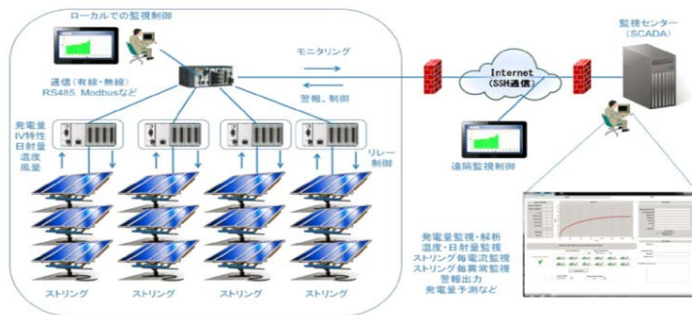 ローカルでの監視制御
通信(有線・無線)
RS485, Modbusなど
モニタリング
警報、制御
Internet
(SSH通信)
監視センター
(SCADA)
発電量
IV特性
日射量
温度
風量
リレー
制御
遠隔監視制御
ストリング
ストリング
ストリング
ストリング
発電量監視・解析
温度・日射量監視
ストリング毎電流監視
ストリング毎異常監視
警報出力
発電量予測など